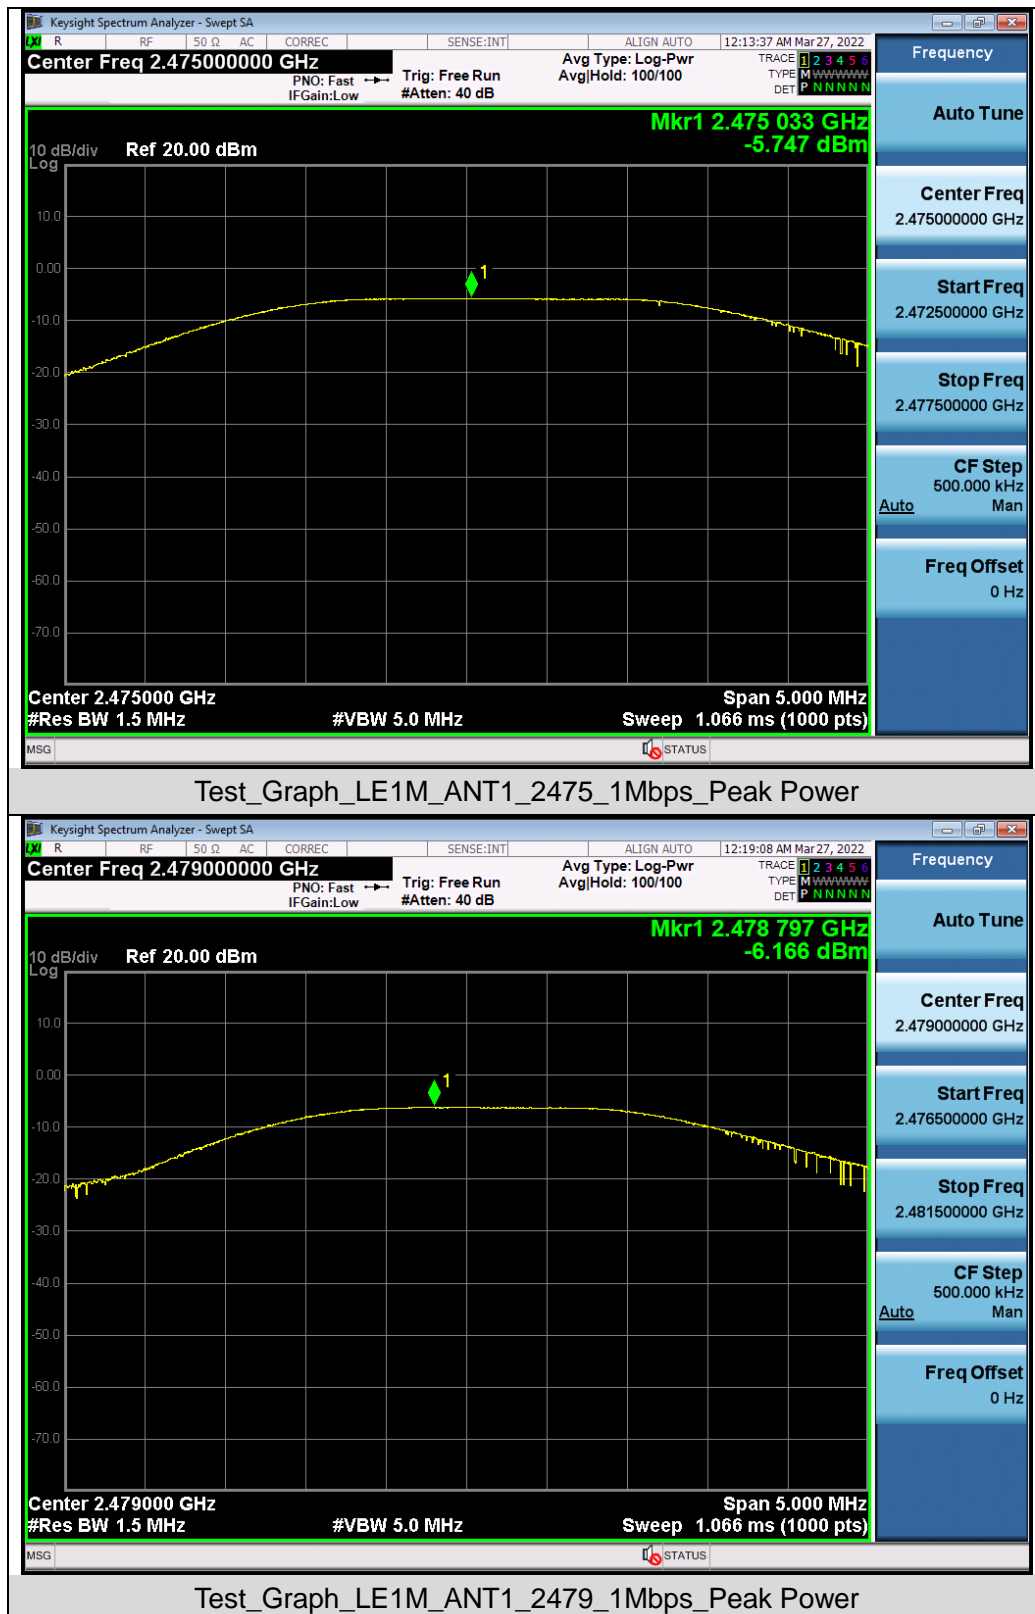 Keysight Spectrum Analyzer - Swept SA
LXI R RF 50 Ω AC CORREC SENSE:INT ALIGN AUTO 12:13:37 AM Mar 27, 2022
Center Freq 2.475000000 GHz
PNO: Fast
IFGain:Low
Trig: Free Run
#Atten: 40 dB
Avg Type: Log-Pwr
Avg|Hold: 100/100
TRACE 1 2 3 4 5 6
TYPE M WWWWW
DET P N N N N N
Mkr1 2.475 033 GHz
-5.747 dBm
10 dB/div Ref 20.00 dBm
Log
10.0
0.00
1
-10.0
-20.0
-30.0
-40.0
-50.0
-60.0
-70.0
Center 2.475000 GHz Span 5.000 MHz
#Res BW 1.5 MHz #VBW 5.0 MHz Sweep 1.066 ms (1000 pts)
MSG STATUS
Frequency
Auto Tune
Center Freq
2.475000000 GHz
Start Freq
2.472500000 GHz
Stop Freq
2.477500000 GHz
CF Step
500.000 kHz
Auto Man
Freq Offset
0 Hz
Test_Graph_LE1M_ANT1_2475_1Mbps_Peak Power
Keysight Spectrum Analyzer - Swept SA
LXI R RF 50 Ω AC CORREC SENSE:INT ALIGN AUTO 12:19:08 AM Mar 27, 2022
Center Freq 2.479000000 GHz
PNO: Fast
IFGain:Low
Trig: Free Run
#Atten: 40 dB
Avg Type: Log-Pwr
Avg|Hold: 100/100
TRACE 1 2 3 4 5 6
TYPE M WWWWW
DET P N N N N N
Mkr1 2.478 797 GHz
-6.166 dBm
10 dB/div Ref 20.00 dBm
Log
10.0
0.00
1
-10.0
-20.0
-30.0
-40.0
-50.0
-60.0
-70.0
Center 2.479000 GHz Span 5.000 MHz
#Res BW 1.5 MHz #VBW 5.0 MHz Sweep 1.066 ms (1000 pts)
MSG STATUS
Frequency
Auto Tune
Center Freq
2.479000000 GHz
Start Freq
2.476500000 GHz
Stop Freq
2.481500000 GHz
CF Step
500.000 kHz
Auto Man
Freq Offset
0 Hz
Test_Graph_LE1M_ANT1_2479_1Mbps_Peak Power